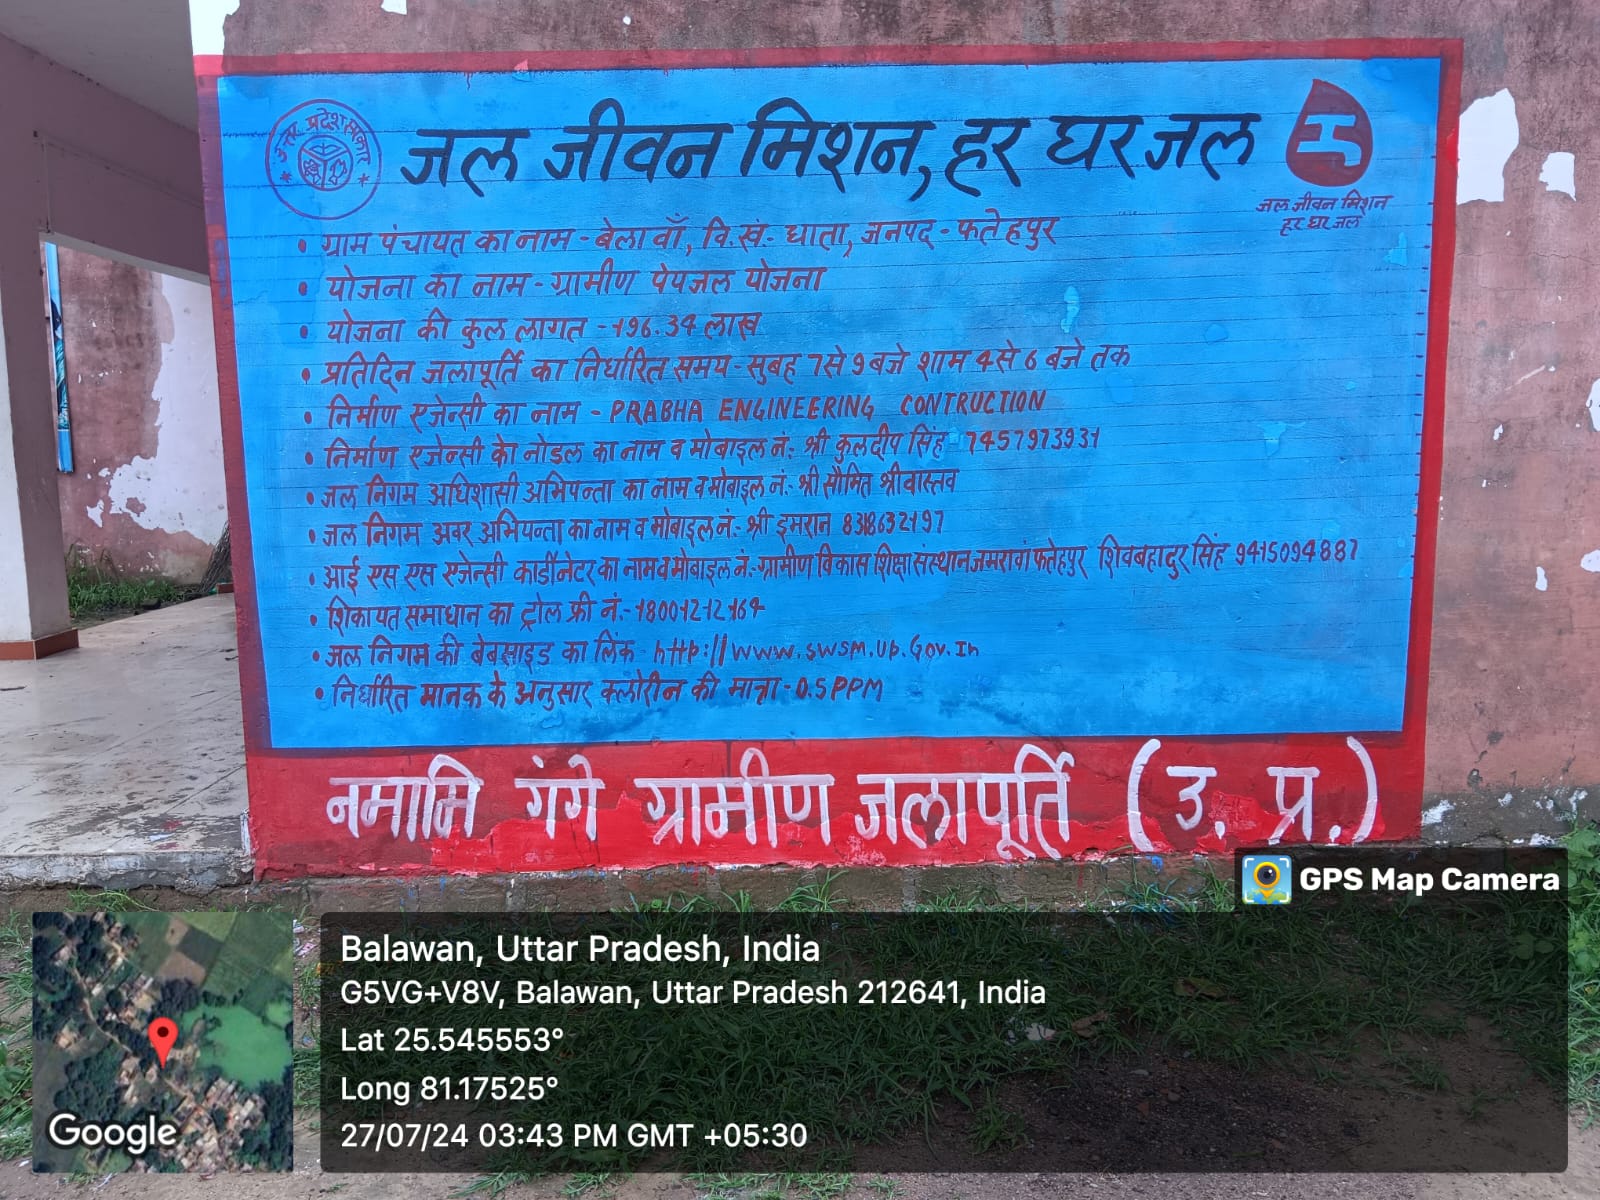 उत्तर प्रदेश सरकार
जल जीवन मिशन, हर घर जल
जल जीवन मिशन
हर घर जल
• ग्राम पंचायत का नाम - बेलावाँ, वि.खं.- घाता, जनपद - फतेहपुर
• योजना का नाम - ग्रामीण पेयजल योजना
• योजना की कुल लागत - 196.34 लाख
• प्रतिदिन जलापूर्ति का निर्धारित समय - सुबह 7 से 9 बजे शाम 4 से 6 बजे तक
• निर्माण एजेन्सी का नाम - PRABHA ENGINEERING CONTRUCTION
• निर्माण एजेन्सी के नोडल का नाम व मोबाइल नं:- श्री कुलदीप सिंह 7457973931
• जल निगम अधिशासी अभियन्ता का नाम व मोबाइल नं.- श्री सौमित श्रीवास्तव
• जल निगम अवर अभियन्ता का नाम व मोबाइल नं:- श्री इमरान 8318632197
• आई एस एस एजेन्सी कार्डीनेटर का नाम व मोबाइल नं:- ग्रामीण विकास शिक्षा संस्थान जमरावां फतेहपुर शिवबहादुर सिंह 9415094887
• शिकायत समाधान का ट्रोल फ्री नं.- 18001212164
• जल निगम की बेबसाइड का लिंक - http://www.swsm.up.Gov.In
• निर्धारित मानक के अनुसार क्लोरीन की मात्रा - 0.5 PPM
नमामि गंगे ग्रामीण जलापूर्ति (उ. प्र.)
GPS Map Camera
Balawan, Uttar Pradesh, India
G5VG+V8V, Balawan, Uttar Pradesh 212641, India
Lat 25.545553°
Long 81.17525°
27/07/24 03:43 PM GMT +05:30
Google